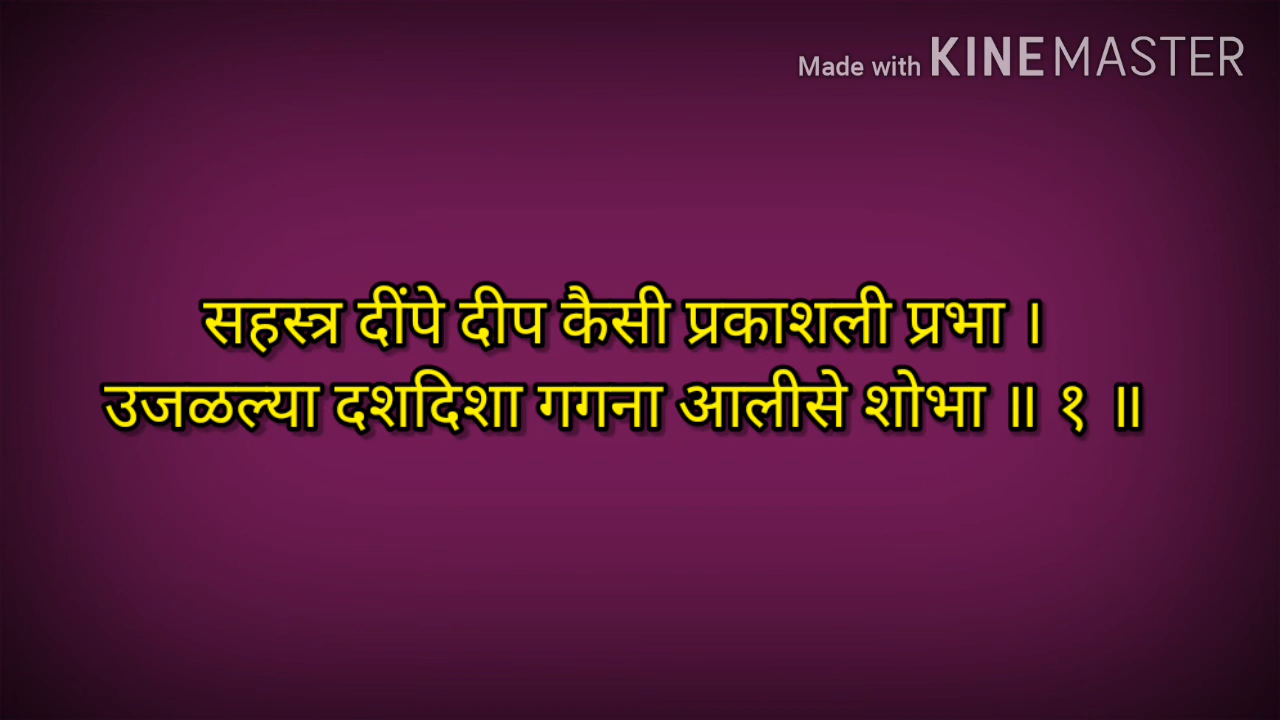 Made with KINEMASTER
सहस्त्र दींपे दीप कैसी प्रकाशली प्रभा ।
उजळल्या दशदिशा गगना आलीसे शोभा ॥ १ ॥